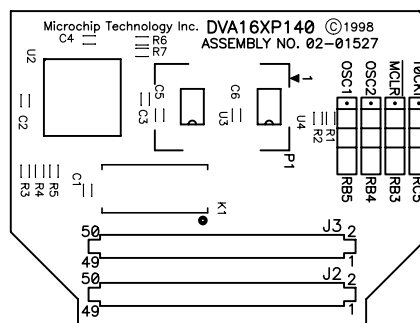 Microchip Technology Inc. DVA16XP140 ©1998
ASSEMBLY NO. 02-01527
C4
R6
R7
U2
C2
C3
C5
U3
C6
U4
R2
R1
1
P1
OSC1
OSC2
MCLR
T0CKI
RB5
RB4
RB3
RC5
R3
R4
R5
C1
K1
50
J3
2
49
1
50
J2
2
49
1